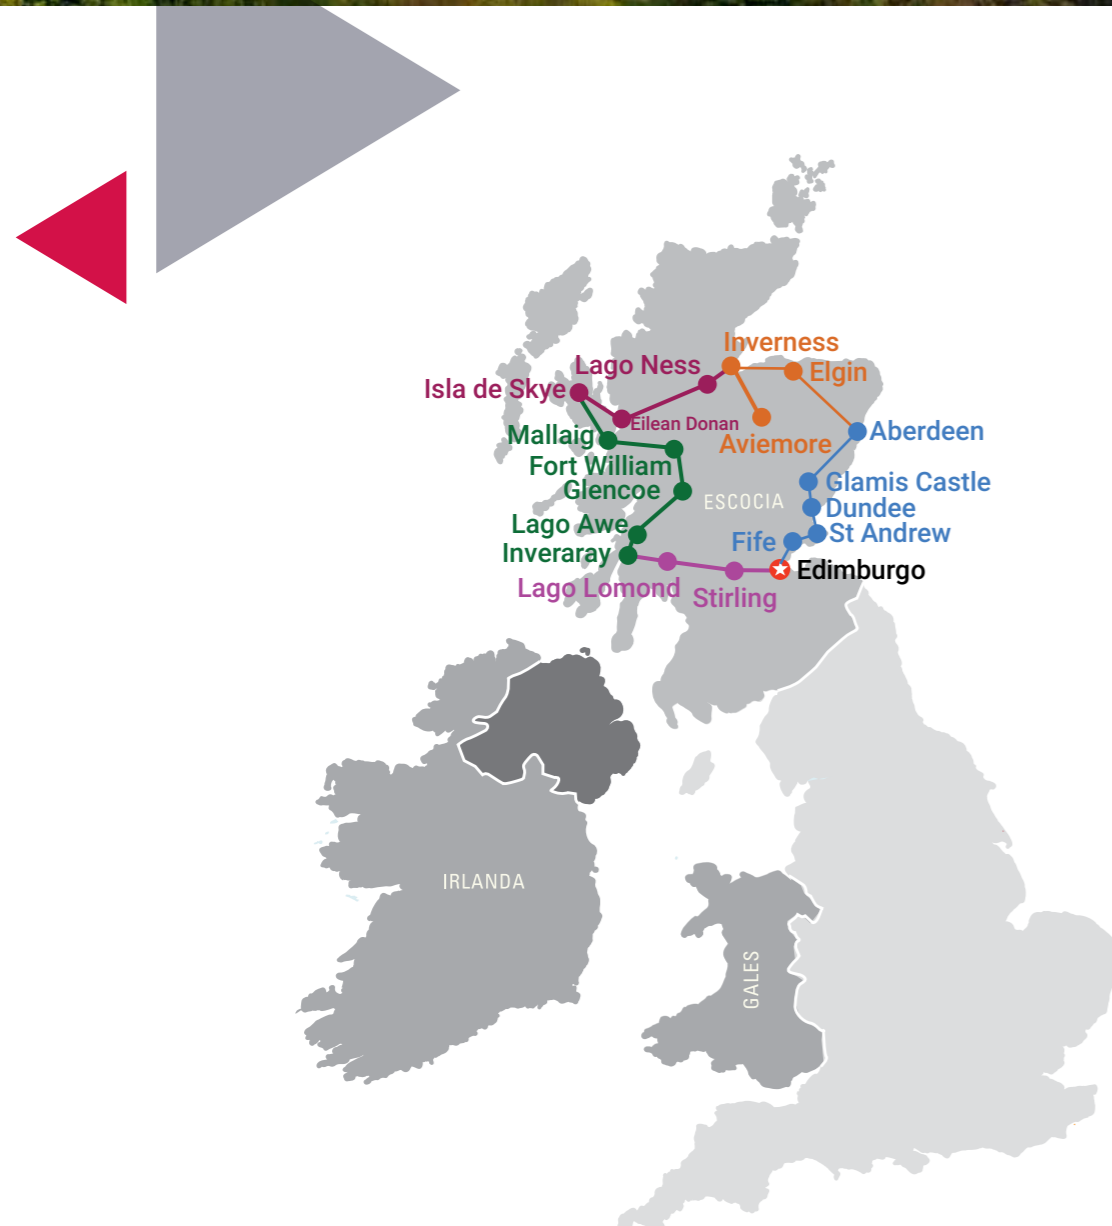 Inverness
Lago Ness
Elgin
Isla de Skye
Eilean Donan
Aberdeen
Mallaig
Aviemore
Fort William
Glencoe
Glamis Castle
ESCOCIA
Dundee
Lago Awe
St Andrew
Fife
Inveraray
Edimburgo
Lago Lomond
Stirling
IRLANDA
GALES